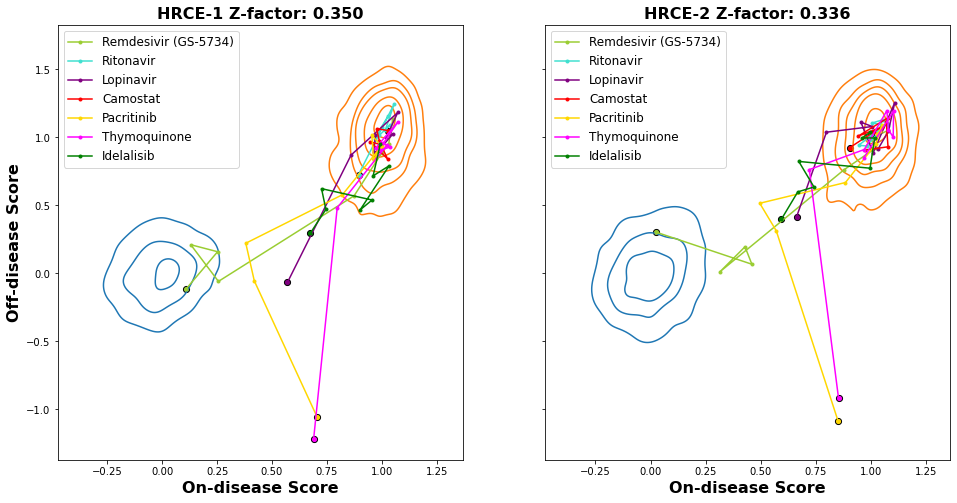 HRCE-1 Z-factor: 0.350
Remdesivir (GS-5734)
Ritonavir
Lopinavir
Camostat
Pacritinib
Thymoquinone
Idelalisib
1.5
1.0
0.5
0.0
−0.5
−1.0
Off-disease Score
−0.25
0.00
0.25
0.50
0.75
1.00
1.25
On-disease Score
HRCE-2 Z-factor: 0.336
Remdesivir (GS-5734)
Ritonavir
Lopinavir
Camostat
Pacritinib
Thymoquinone
Idelalisib
−0.25
0.00
0.25
0.50
0.75
1.00
1.25
On-disease Score